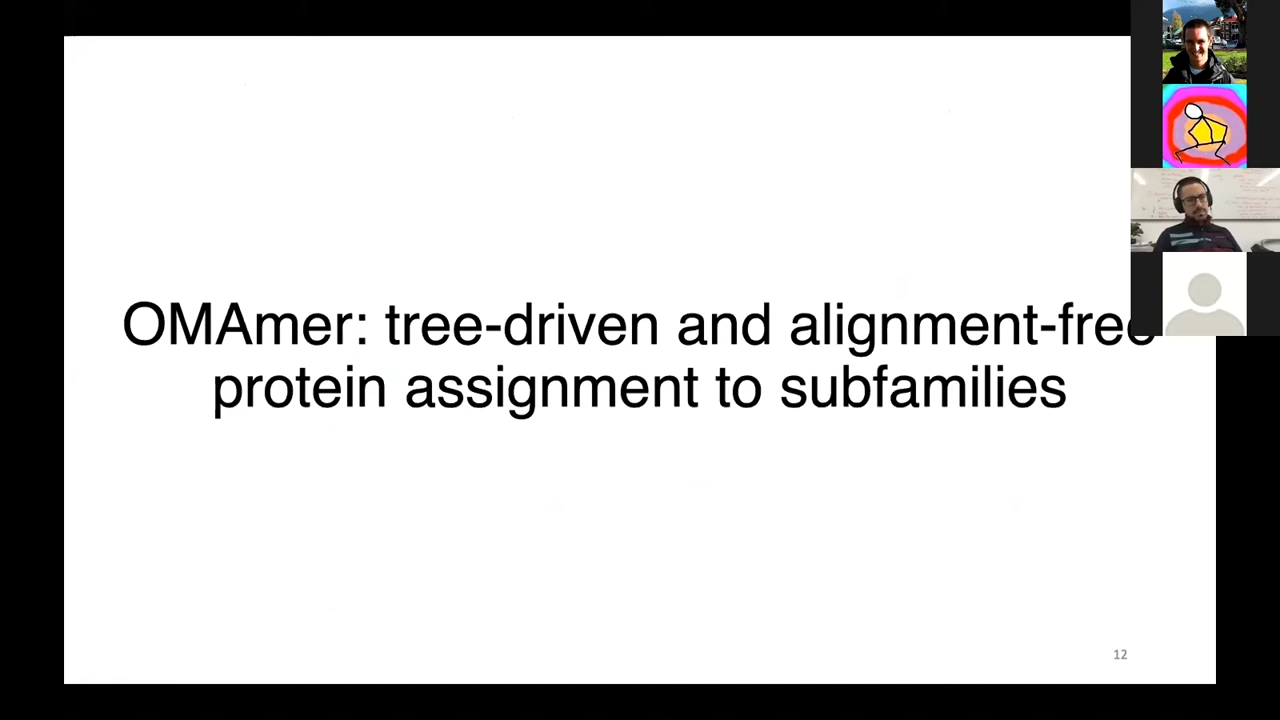 OMAmer: tree-driven and alignment-free
protein assignment to subfamilies
12